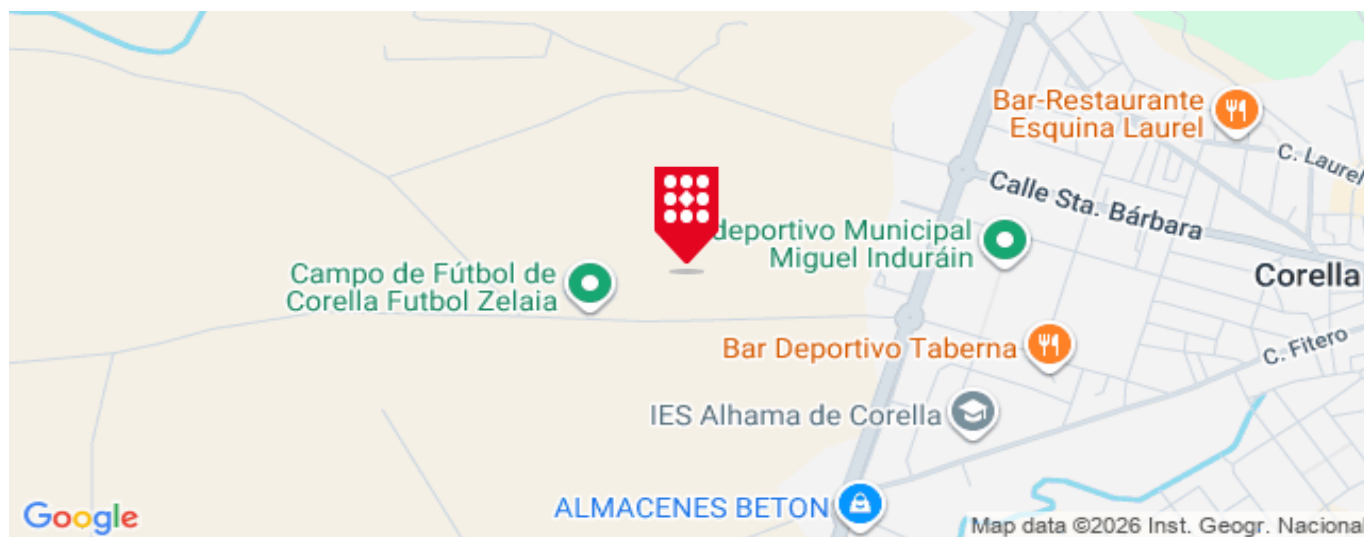 Bar-Restaurante
Esquina Laurel
C. Laurel
Calle Sta. Bárbara
deportivo Municipal
Miguel Induráin
Campo de Fútbol de
Corella Futbol Zelaia
Corella
Bar Deportivo Taberna
C. Fitero
IES Alhama de Corella
ALMACENES BETON
Google
Map data ©2026 Inst. Geogr. Nacional